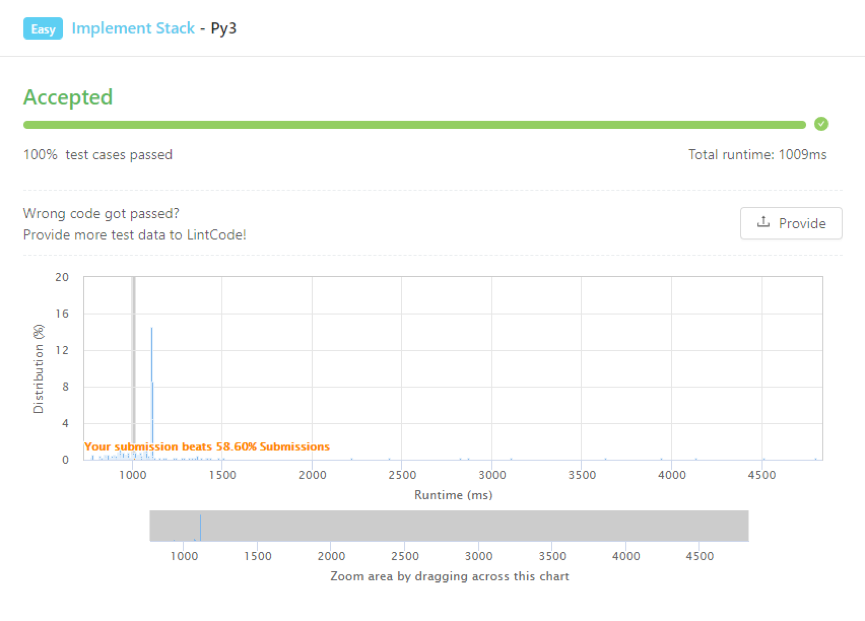 Easy Implement Stack - Py3
Accepted
100% test cases passed
Total runtime: 1009ms
Wrong code got passed?
Provide more test data to LintCode!
Provide
20
16
12
8
4
0
Distribution (%)
Your submission beats 58.60% Submissions
1000 1500 2000 2500 3000 3500 4000 4500
Runtime (ms)
1000 1500 2000 2500 3000 3500 4000 4500
Zoom area by dragging across this chart